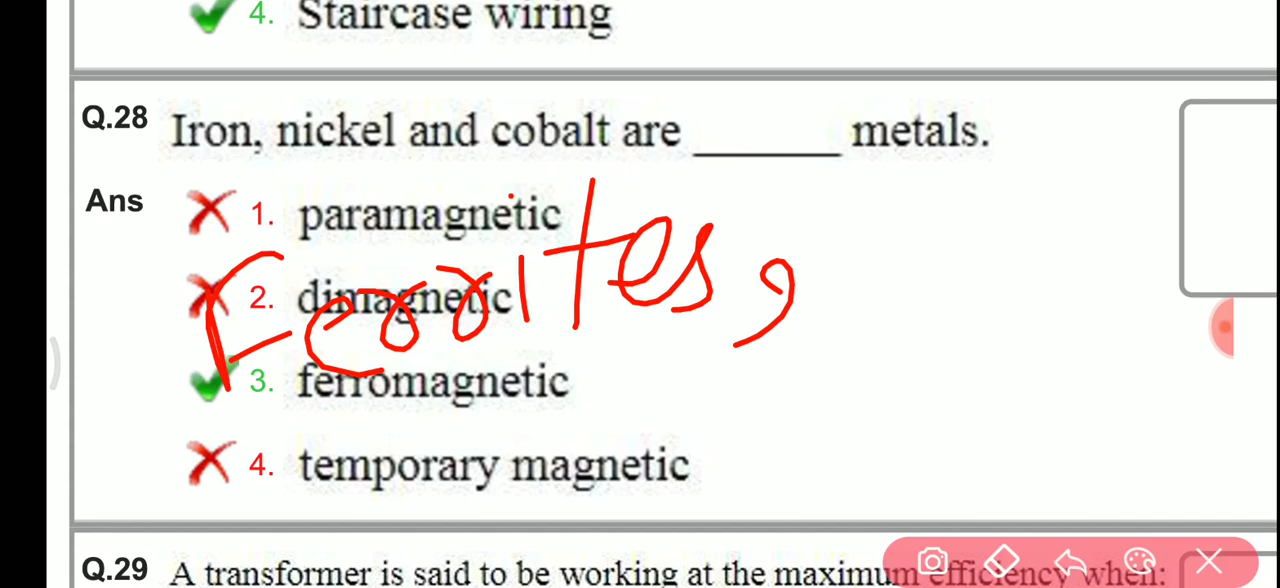 4. Staircase wiring
Q.28 Iron, nickel and cobalt are ______ metals.
Ans
1. paramagnetic
2. dimagnetic
Ferrites,
3. ferromagnetic
4. temporary magnetic
Q.29 A transformer is said to be working at the maximum efficiency when: